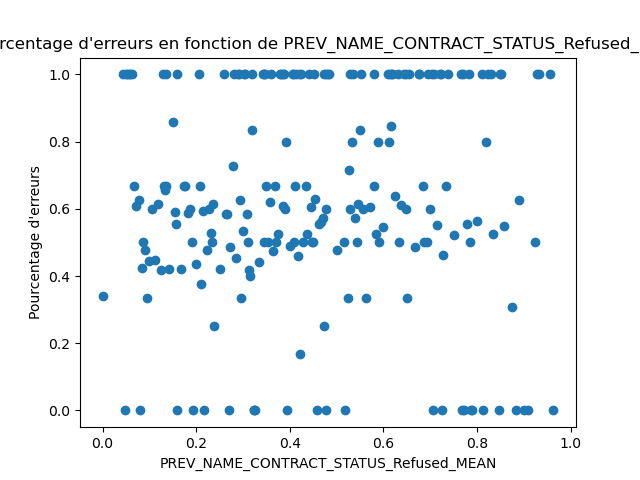 rcentage d'erreurs en fonction de PREV_NAME_CONTRACT_STATUS_Refused_
1.0
0.8
0.6
0.4
0.2
0.0
Pourcentage d'erreurs
0.0 0.2 0.4 0.6 0.8 1.0
PREV_NAME_CONTRACT_STATUS_Refused_MEAN